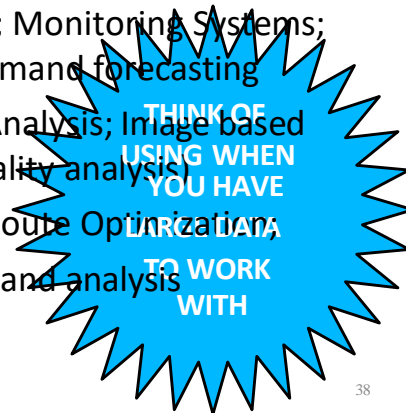 ; Monitoring Systems;
mand forecasting
Analysis; Image based
ality analysis)
oute Optimization;
and analysis
THINK OF
USING WHEN
YOU HAVE
LARGE DATA
TO WORK
WITH
38